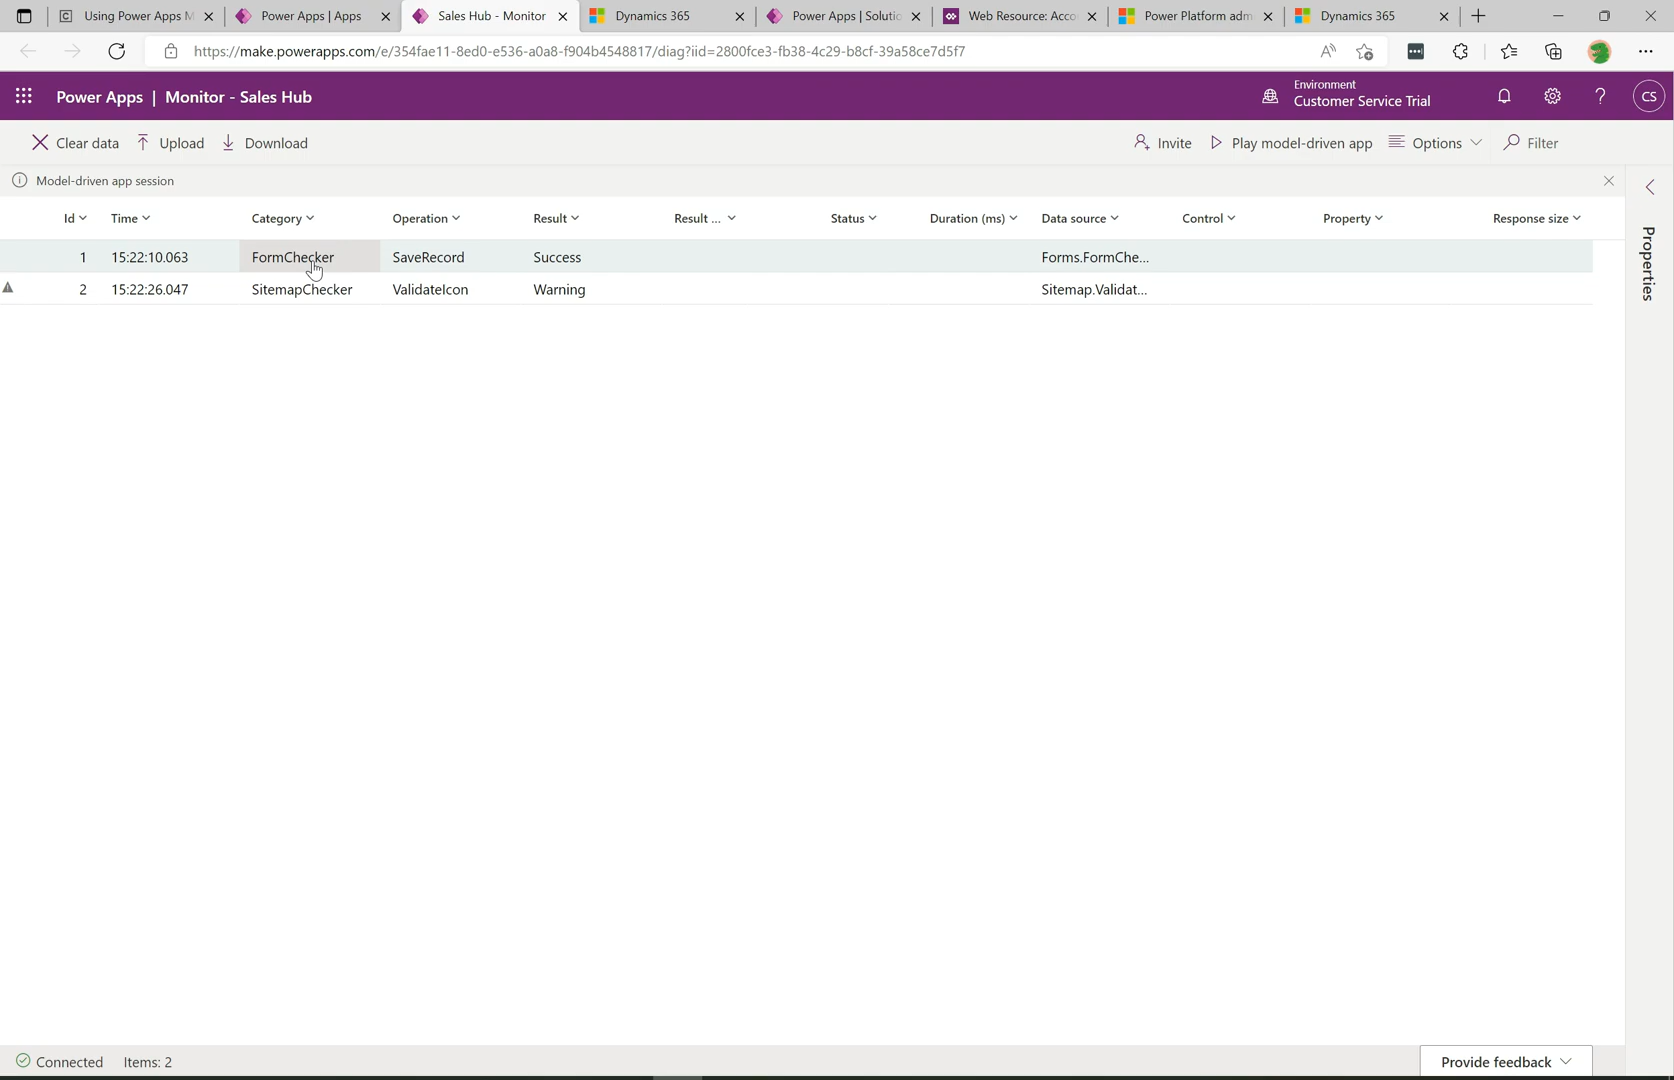 Using Power Apps M
Power Apps | Apps
Sales Hub - Monitor
Dynamics 365
Power Apps | Solutio
Web Resource: Acco
Power Platform adm
Dynamics 365
https://make.powerapps.com/e/354fae11-8ed0-e536-a0a8-f904b4548817/diag?iid=2800fce3-fb38-4c29-b8cf-39a58ce7d5f7
Power Apps | Monitor - Sales Hub
Environment
Customer Service Trial
CS
Clear data Upload Download
Invite Play model-driven app Options Filter
Model-driven app session
Id Time Category Operation Result Result ... Status Duration (ms) Data source Control Property Response size
1 15:22:10.063 FormChecker SaveRecord Success Forms.FormChe...
2 15:22:26.047 SitemapChecker ValidateIcon Warning Sitemap.Validat...
Properties
Connected Items: 2
Provide feedback